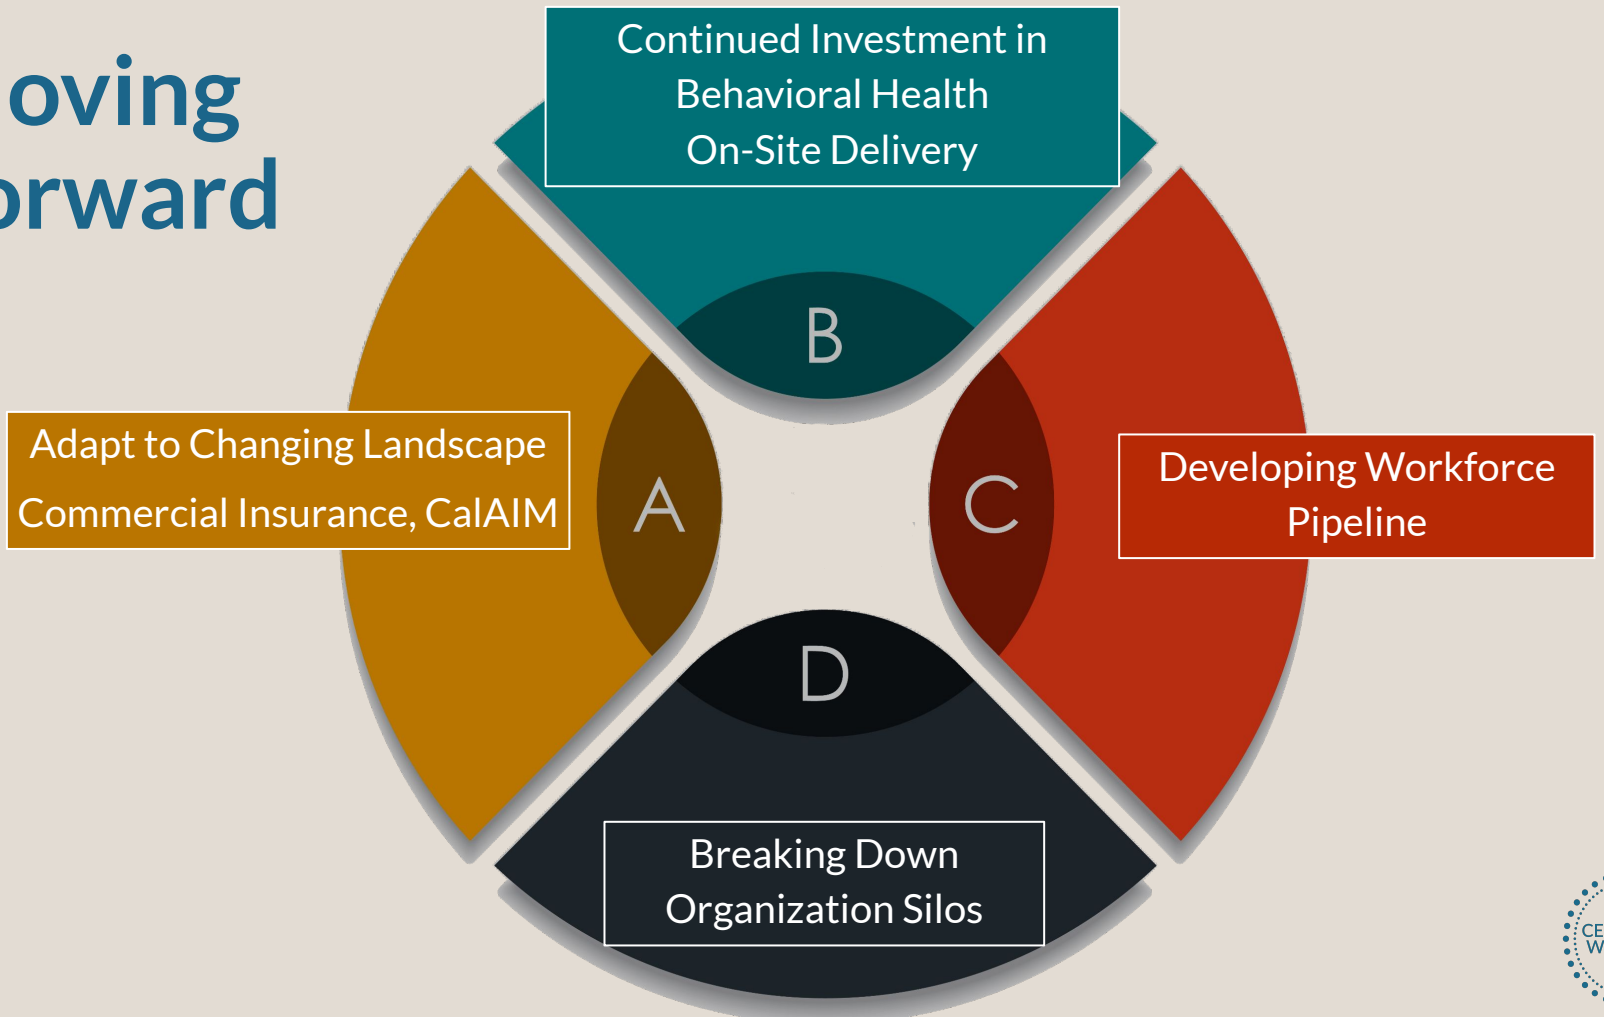 oving
orward
Continued Investment in
Behavioral Health
On-Site Delivery
B
Adapt to Changing Landscape
Commercial Insurance, CalAIM
A
C
Developing Workforce
Pipeline
D
Breaking Down
Organization Silos
CE
W